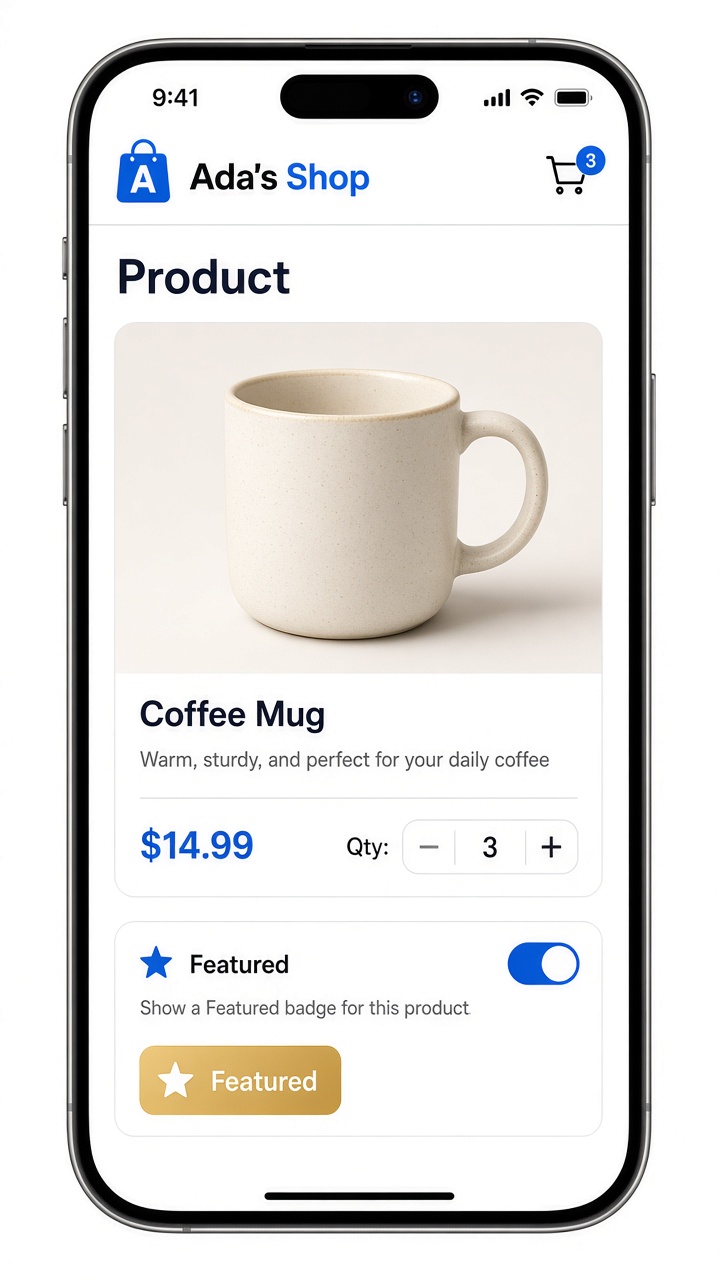 9:41
A
Ada's Shop
3
Product
Coffee Mug
Warm, sturdy, and perfect for your daily coffee
$14.99
Qty:
− 3 +
Featured
Show a Featured badge for this product
Featured